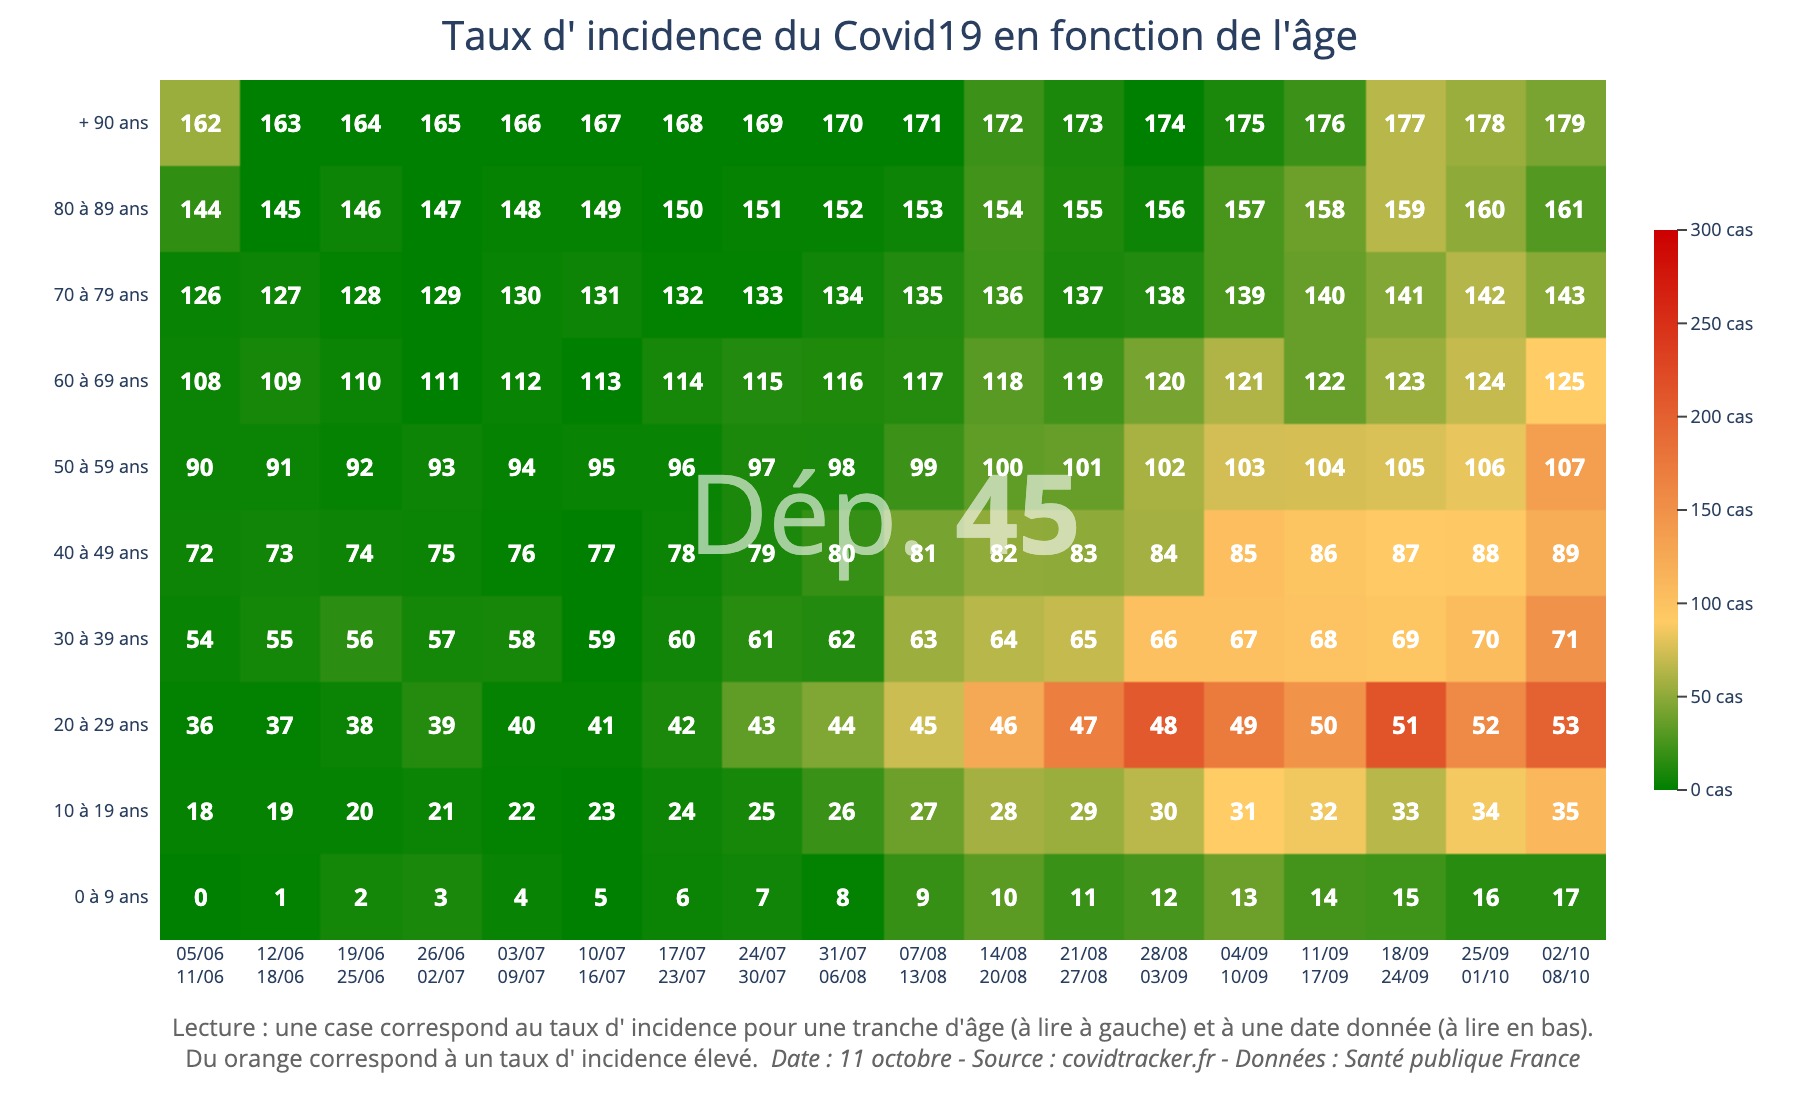 Taux d' incidence du Covid19 en fonction de l'âge
+ 90 ans 162 163 164 165 166 167 168 169 170 171 172 173 174 175 176 177 178 179
80 à 89 ans 144 145 146 147 148 149 150 151 152 153 154 155 156 157 158 159 160 161
70 à 79 ans 126 127 128 129 130 131 132 133 134 135 136 137 138 139 140 141 142 143
60 à 69 ans 108 109 110 111 112 113 114 115 116 117 118 119 120 121 122 123 124 125
50 à 59 ans 90 91 92 93 94 95 96 97 98 99 100 101 102 103 104 105 106 107
Dép. 45
40 à 49 ans 72 73 74 75 76 77 78 79 80 81 82 83 84 85 86 87 88 89
30 à 39 ans 54 55 56 57 58 59 60 61 62 63 64 65 66 67 68 69 70 71
20 à 29 ans 36 37 38 39 40 41 42 43 44 45 46 47 48 49 50 51 52 53
10 à 19 ans 18 19 20 21 22 23 24 25 26 27 28 29 30 31 32 33 34 35
0 à 9 ans 0 1 2 3 4 5 6 7 8 9 10 11 12 13 14 15 16 17
05/06 12/06 19/06 26/06 03/07 10/07 17/07 24/07 31/07 07/08 14/08 21/08 28/08 04/09 11/09 18/09 25/09 02/10
11/06 18/06 25/06 02/07 09/07 16/07 23/07 30/07 06/08 13/08 20/08 27/08 03/09 10/09 17/09 24/09 01/10 08/10
300 cas
250 cas
200 cas
150 cas
100 cas
50 cas
0 cas
Lecture : une case correspond au taux d' incidence pour une tranche d'âge (à lire à gauche) et à une date donnée (à lire en bas).
Du orange correspond à un taux d' incidence élevé. Date : 11 octobre - Source : covidtracker.fr - Données : Santé publique France